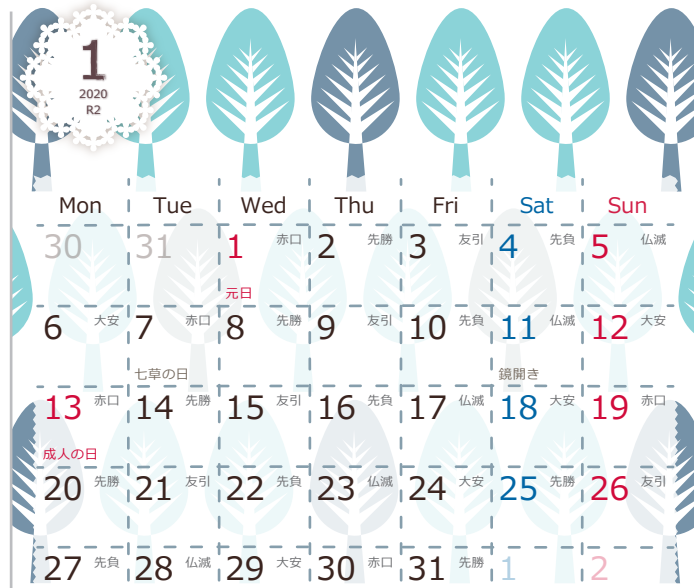 1
2020
R2
Mon Tue Wed Thu Fri Sat Sun
30 31 1 赤口 2 先勝 3 友引 4 先負 5 仏滅
元日
6 大安 7 赤口 8 先勝 9 友引 10 先負 11 仏滅 12 大安
七草の日 鏡開き
13 赤口 14 先勝 15 友引 16 先負 17 仏滅 18 大安 19 赤口
成人の日
20 先勝 21 友引 22 先負 23 仏滅 24 大安 25 先勝 26 友引
27 先負 28 仏滅 29 大安 30 赤口 31 先勝 1 2